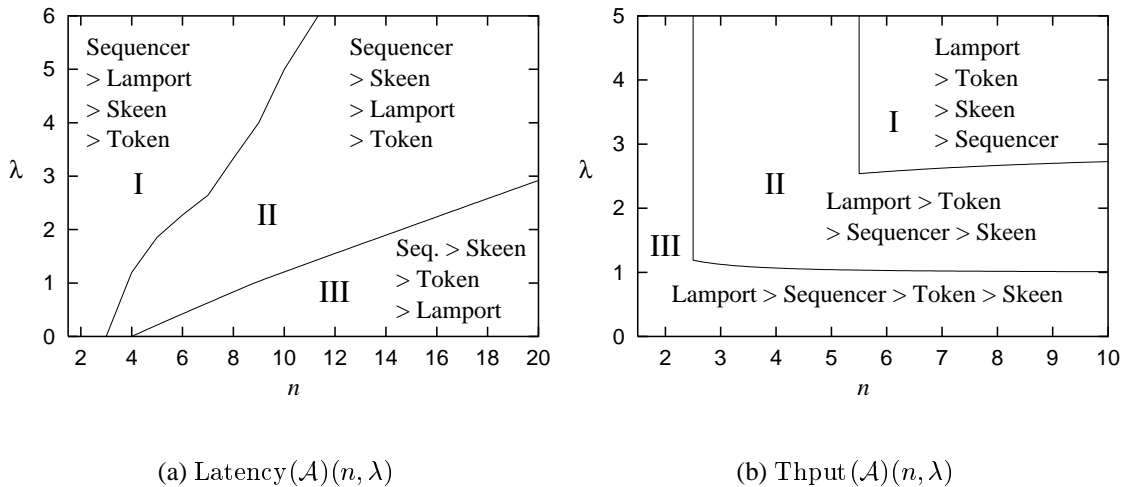 6
5
4
3
2
1
0
λ
Sequencer
> Lamport
> Skeen
> Token
Sequencer
> Skeen
> Lamport
> Token
I
II
III
Seq. > Skeen
> Token
> Lamport
2 4 6 8 10 12 14 16 18 20
n
(a) Latency(𝒜)(n, λ)
5
4
3
2
1
0
λ
Lamport
> Token
> Skeen
> Sequencer
I
II
Lamport > Token
> Sequencer > Skeen
III
Lamport > Sequencer > Token > Skeen
2 3 4 5 6 7 8 9 10
n
(b) Thput(𝒜)(n, λ)